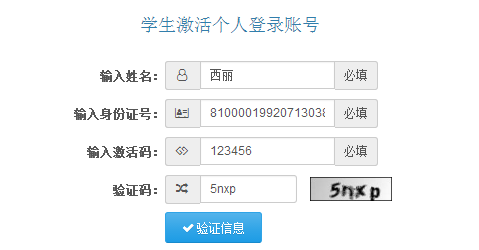 学生激活个人登录账号
输入姓名： 西丽 必填
输入身份证号： 81000019920713038 必填
输入激活码： 123456 必填
验证码： 5nxp 5nxp
验证信息